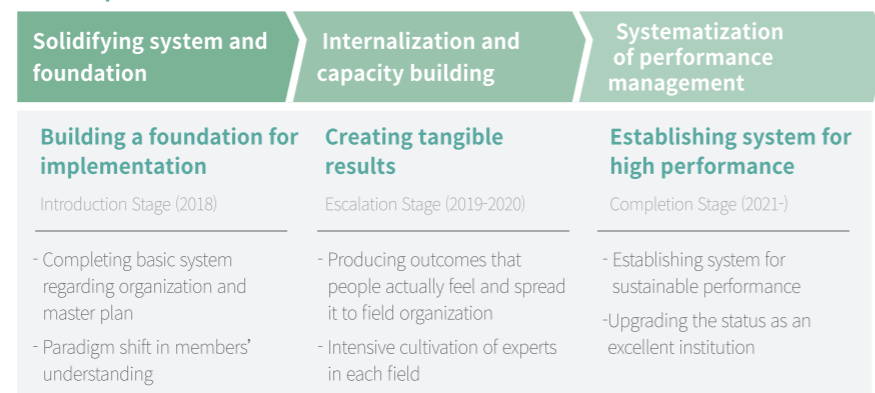 Solidifying system and
foundation
Internalization and
capacity building
Systematization
of performance
management
Building a foundation for
implementation
Introduction Stage (2018)
- Completing basic system
regarding organization and
master plan
- Paradigm shift in members’
understanding
Creating tangible
results
Escalation Stage (2019-2020)
- Producing outcomes that
people actually feel and spread
it to field organization
- Intensive cultivation of experts
in each field
Establishing system for
high performance
Completion Stage (2021-)
- Establishing system for
sustainable performance
-Upgrading the status as an
excellent institution